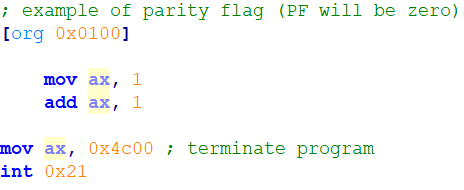 ; example of parity flag (PF will be zero)
[org 0x0100]
mov ax, 1
add ax, 1
mov ax, 0x4c00 ; terminate program
int 0x21